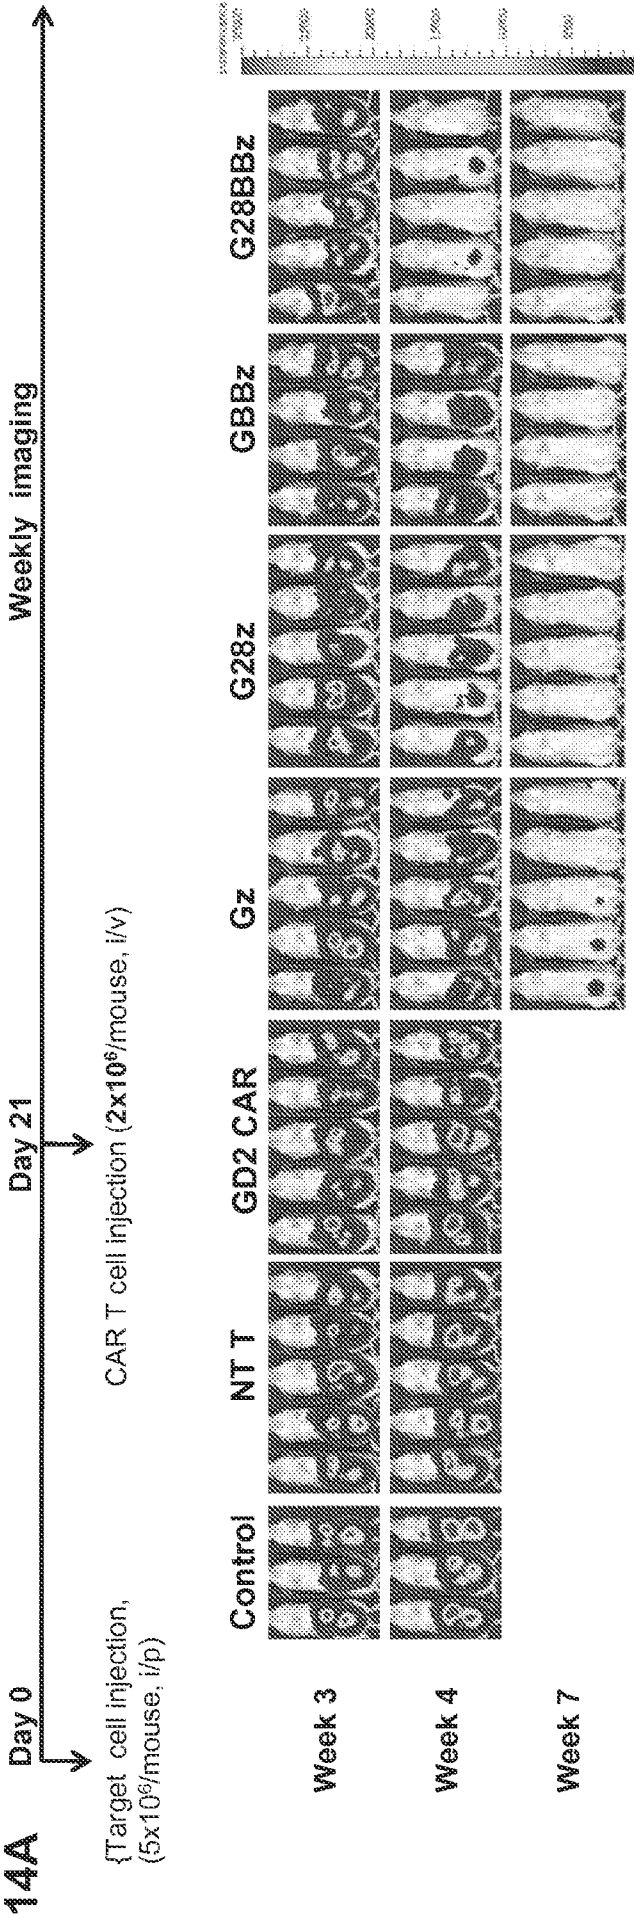 14A
Day 0
Day 21
Weekly imaging
{Target cell injection,
(5x10⁶/mouse, i/p)
CAR T cell injection (2x10⁶/mouse, i/v)
Control
NT T
GD2 CAR
Gz
G28z
GBBz
G28BBz
Week 3
Week 4
Week 7